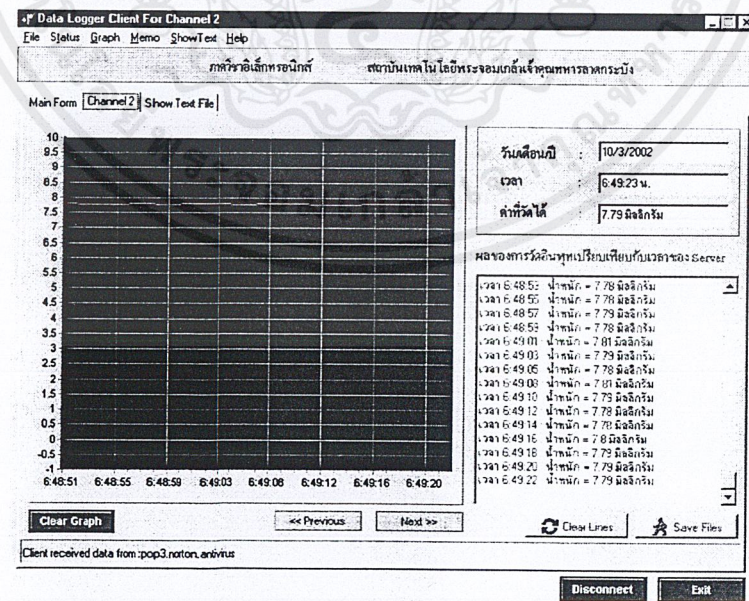 Data Logger Client For Channel 2
File Status Graph Memo ShowText Help
ภาควิชาอิเล็กทรอนิกส์ สถาบันเทคโนโลยีพระจอมเกล้าเจ้าคุณทหารลาดกระบัง
Main Form Channel 2 Show Text File
10
9.5
9
8.5
8
7.5
7
6.5
6
5.5
5
4.5
4
3.5
3
2.5
2
1.5
1
0.5
0
-0.5
-1
6:48:51 6:48:55 6:48:59 6:49:03 6:49:08 6:49:12 6:49:16 6:49:20
วันเดือนปี : 10/3/2002
เวลา : 6:49:23 น.
ค่าที่วัดได้ : 7.79 มิลลิกรัม
ผลของการวัดอินพุทเปรียบเทียบกับเวลาของ Server
เวลา 6:48:53 น้ำหนัก = 7.78 มิลลิกรัม
เวลา 6:48:55 น้ำหนัก = 7.78 มิลลิกรัม
เวลา 6:48:57 น้ำหนัก = 7.79 มิลลิกรัม
เวลา 6:48:59 น้ำหนัก = 7.78 มิลลิกรัม
เวลา 6:49:01 น้ำหนัก = 7.81 มิลลิกรัม
เวลา 6:49:03 น้ำหนัก = 7.79 มิลลิกรัม
เวลา 6:49:05 น้ำหนัก = 7.78 มิลลิกรัม
เวลา 6:49:08 น้ำหนัก = 7.81 มิลลิกรัม
เวลา 6:49:10 น้ำหนัก = 7.79 มิลลิกรัม
เวลา 6:49:12 น้ำหนัก = 7.78 มิลลิกรัม
เวลา 6:49:14 น้ำหนัก = 7.78 มิลลิกรัม
เวลา 6:49:16 น้ำหนัก = 7.8 มิลลิกรัม
เวลา 6:49:18 น้ำหนัก = 7.79 มิลลิกรัม
เวลา 6:49:20 น้ำหนัก = 7.79 มิลลิกรัม
เวลา 6:49:22 น้ำหนัก = 7.79 มิลลิกรัม
Clear Graph << Previous Next >> Clear Lines Save Files
Client received data from :pop3.norton.antivirus
Disconnect Exit